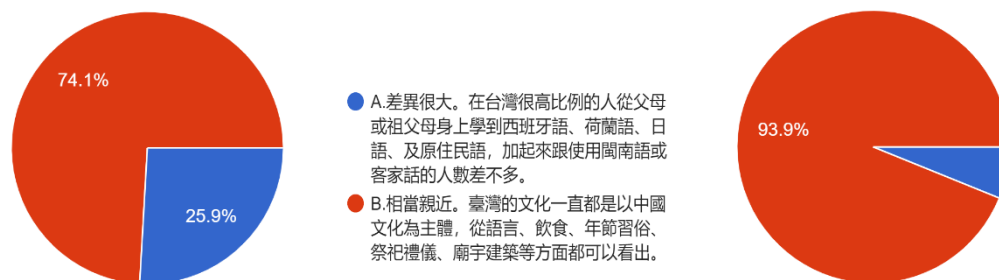 74.1%
25.9%
A.差異很大。在台灣很高比例的人從父母
或祖父母身上學到西班牙語、荷蘭語、日
語、及原住民語，加起來跟使用閩南語或
客家話的人數差不多。
B.相當親近。臺灣的文化一直都是以中國
文化為主體，從語言、飲食、年節習俗、
祭祀禮儀、廟宇建築等方面都可以看出。
93.9%